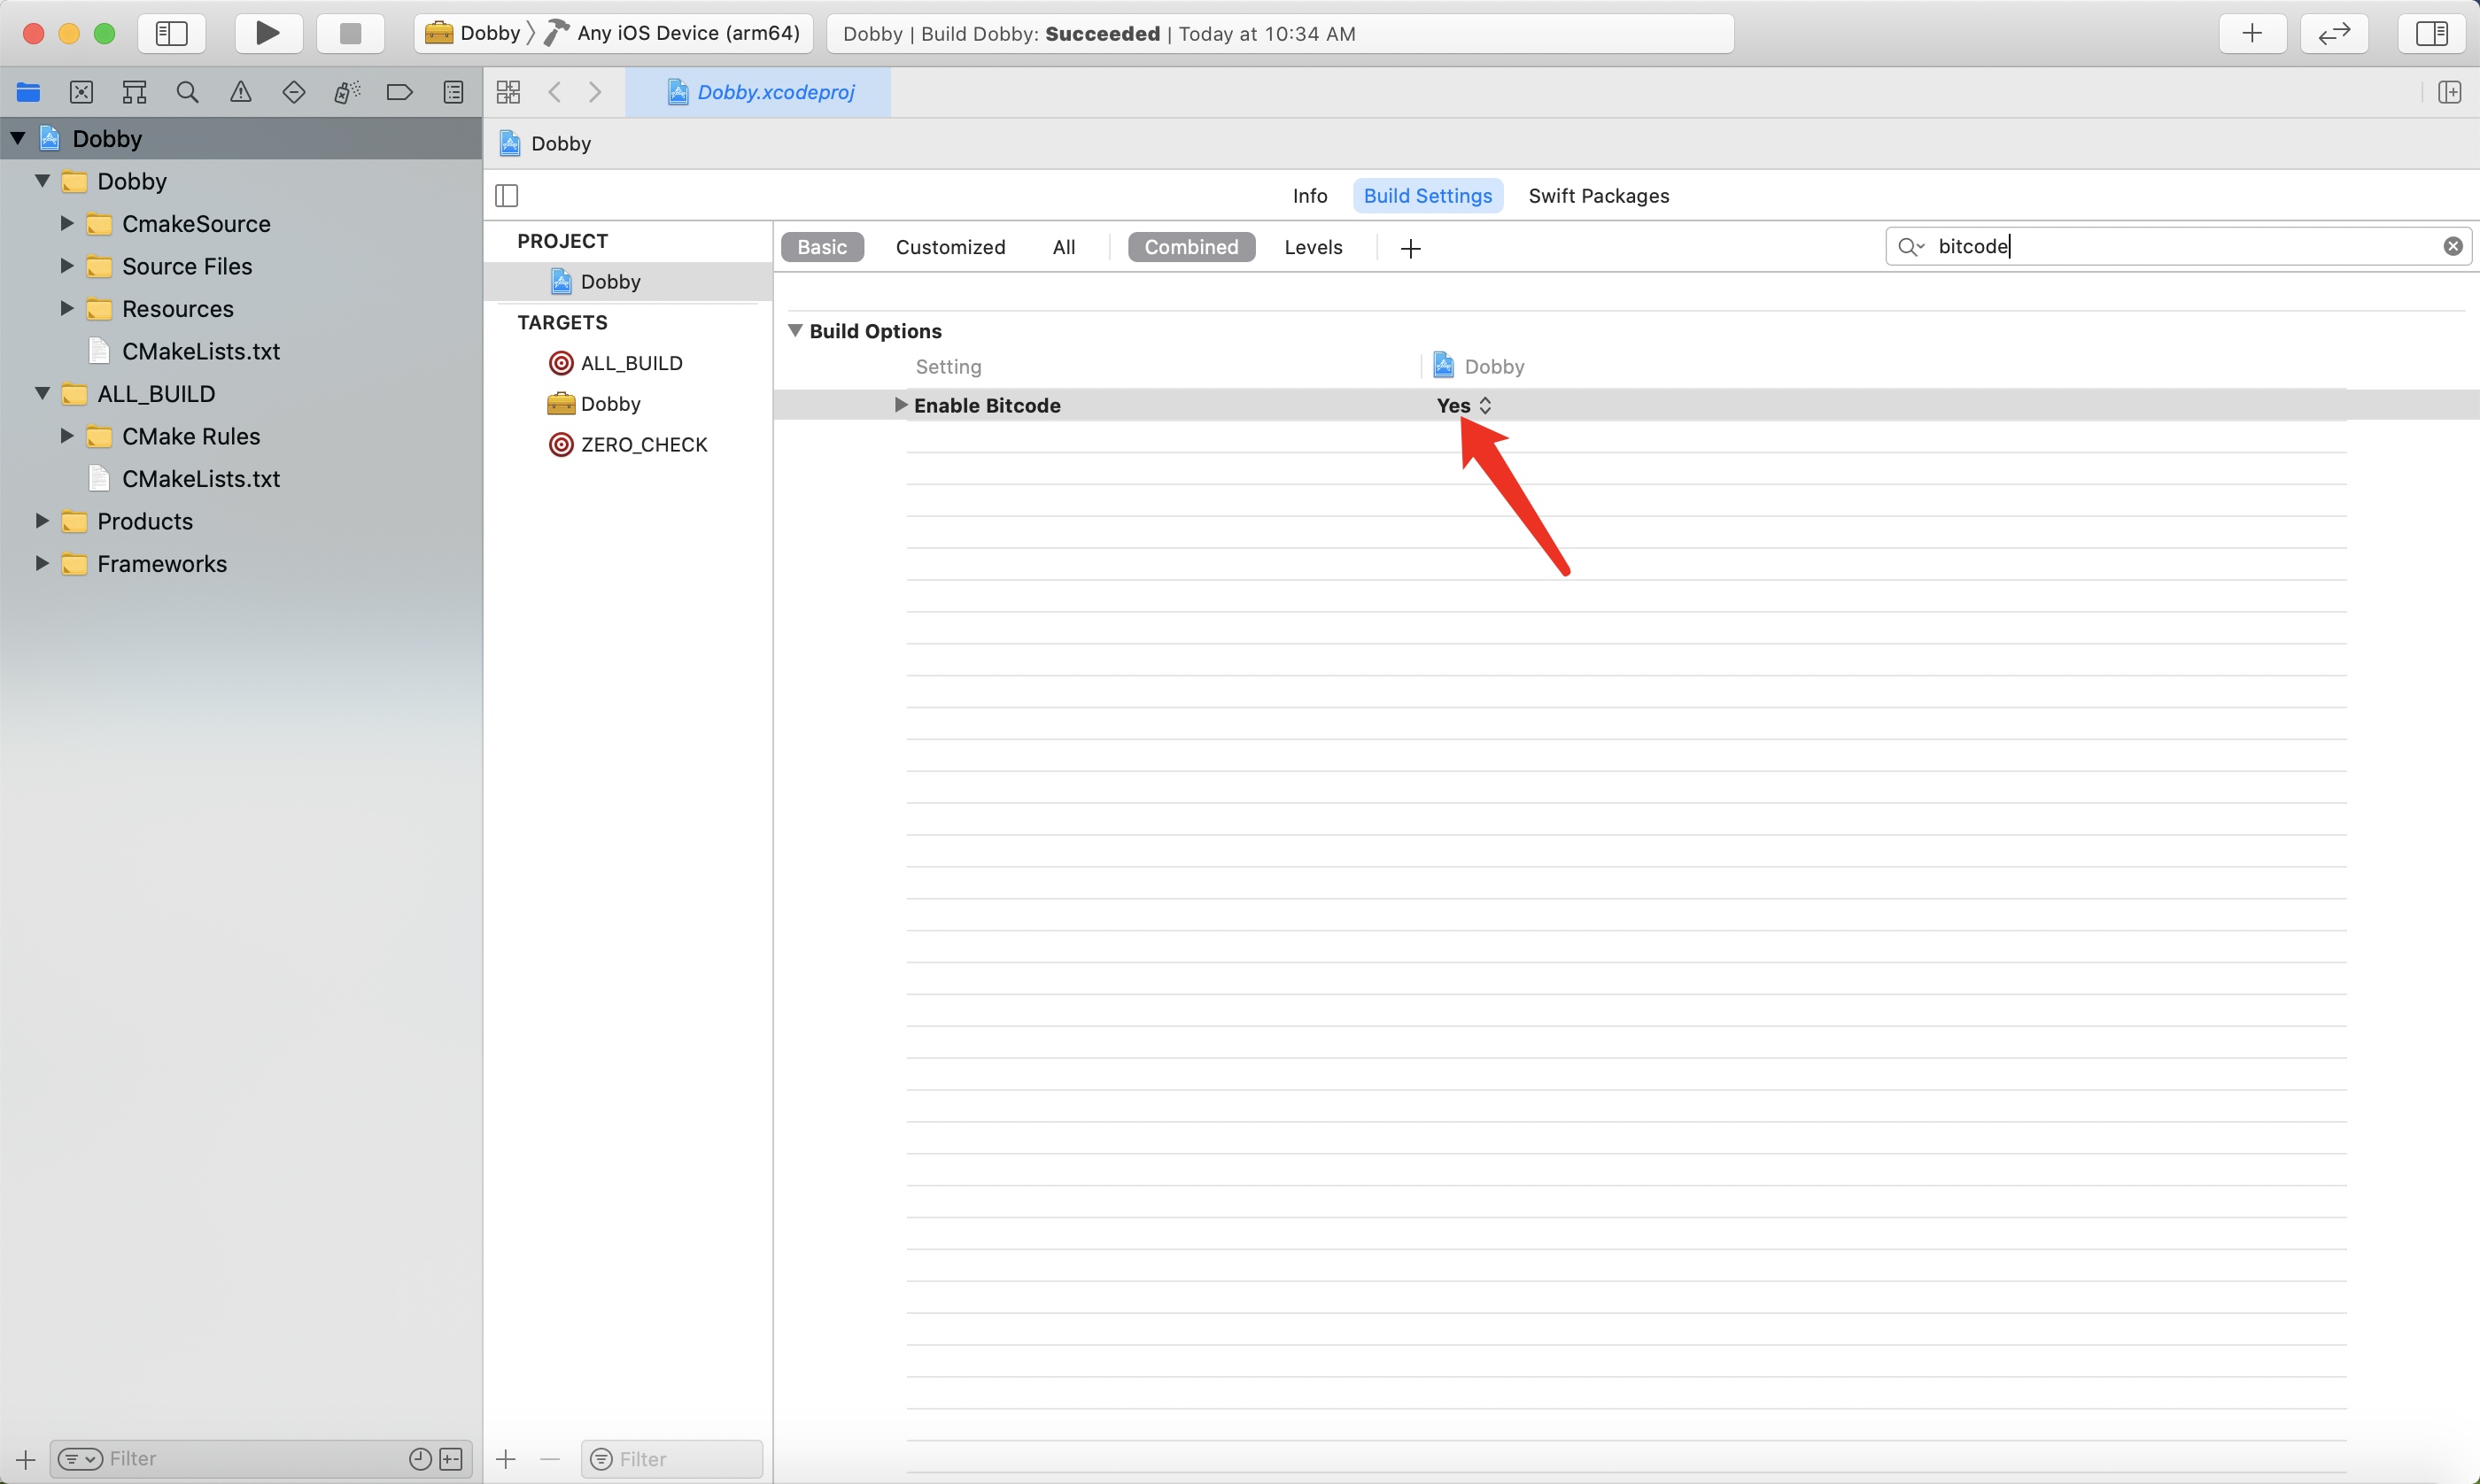 Dobby 〉 Any iOS Device (arm64)
Dobby | Build Dobby: Succeeded | Today at 10:34 AM
Dobby.xcodeproj
Dobby
Dobby
CmakeSource
Source Files
Resources
CMakeLists.txt
ALL_BUILD
CMake Rules
CMakeLists.txt
Products
Frameworks
Filter
Dobby
Info Build Settings Swift Packages
PROJECT
Dobby
TARGETS
ALL_BUILD
Dobby
ZERO_CHECK
Filter
Basic Customized All Combined Levels
bitcode
Build Options
Setting Dobby
Enable Bitcode Yes